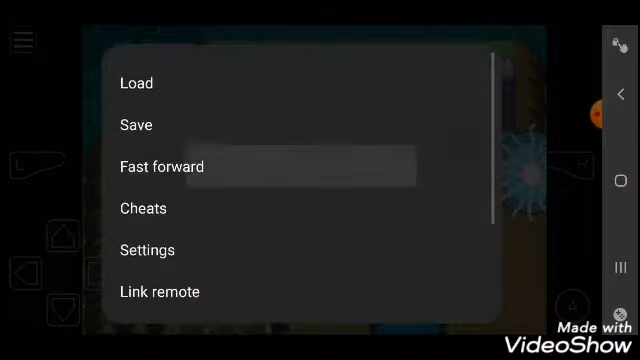 Load
Save
Fast forward
Cheats
Settings
Link remote
L
R
A
Made with
VideoShow